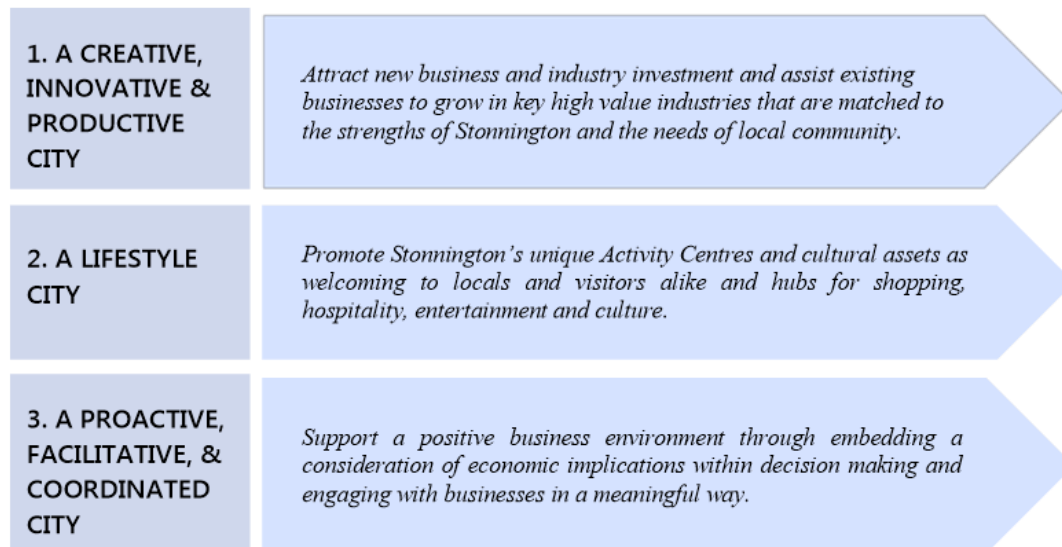 1. A CREATIVE,
INNOVATIVE &
PRODUCTIVE
CITY
Attract new business and industry investment and assist existing
businesses to grow in key high value industries that are matched to
the strengths of Stonnington and the needs of local community.
2. A LIFESTYLE
CITY
Promote Stonnington’s unique Activity Centres and cultural assets as
welcoming to locals and visitors alike and hubs for shopping,
hospitality, entertainment and culture.
3. A PROACTIVE,
FACILITATIVE, &
COORDINATED
CITY
Support a positive business environment through embedding a
consideration of economic implications within decision making and
engaging with businesses in a meaningful way.